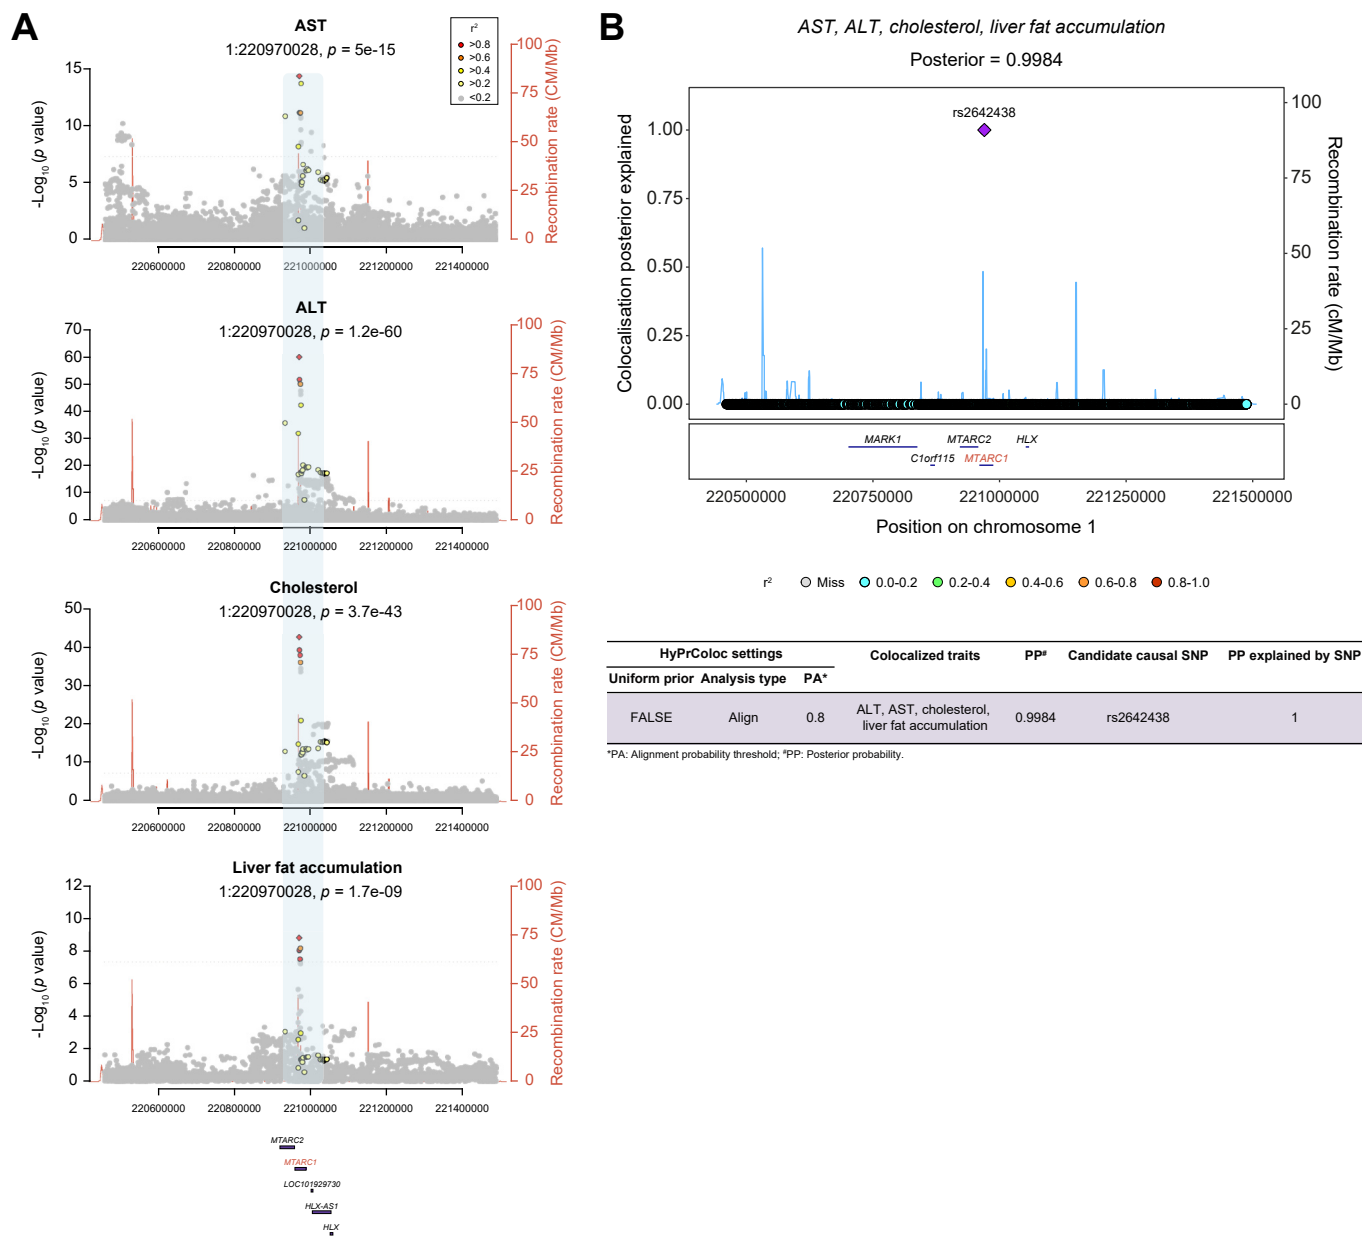 A
AST
1:220970028, p = 5e-15
r²
>0.8
>0.6
>0.4
>0.2
<0.2
15
10
5
0
-Log₁₀(p value)
100
75
50
25
0
Recombination rate (CM/Mb)
220600000 220800000 221000000 221200000 221400000
ALT
1:220970028, p = 1.2e-60
70
60
50
40
30
20
10
0
-Log₁₀(p value)
100
75
50
25
0
Recombination rate (CM/Mb)
220600000 220800000 221000000 221200000 221400000
Cholesterol
1:220970028, p = 3.7e-43
50
40
30
20
10
0
-Log₁₀(p value)
100
75
50
25
0
Recombination rate (CM/Mb)
220600000 220800000 221000000 221200000 221400000
Liver fat accumulation
1:220970028, p = 1.7e-09
12
10
8
6
4
2
0
-Log₁₀(p value)
100
75
50
25
0
Recombination rate (CM/Mb)
220600000 220800000 221000000 221200000 221400000
MTARC2
MTARC1
LOC101929730
HLX-AS1
HLX
B
AST, ALT, cholesterol, liver fat accumulation
Posterior = 0.9984
rs2642438
1.00
0.75
0.50
0.25
0.00
Colocalisation posterior explained
100
75
50
25
0
Recombination rate (cM/Mb)
MARK1 MTARC2 HLX
C1orf115 MTARC1
220500000 220750000 221000000 221250000 221500000
Position on chromosome 1
r² Miss 0.0-0.2 0.2-0.4 0.4-0.6 0.6-0.8 0.8-1.0
HyPrColoc settings Colocalized traits PP# Candidate causal SNP PP explained by SNP
Uniform prior Analysis type PA*
FALSE Align 0.8 ALT, AST, cholesterol, liver fat accumulation 0.9984 rs2642438 1
*PA: Alignment probability threshold; #PP: Posterior probability.